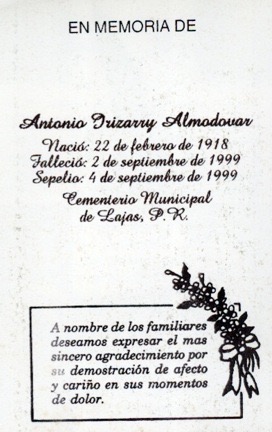 EN MEMORIA DE
Antonio Irizarry Almodovar
Nació: 22 de febrero de 1918
Falleció: 2 de septiembre de 1999
Sepelio: 4 de septiembre de 1999
Cementerio Municipal
de Lajas, P.R.
A nombre de los familiares
deseamos expresar el mas
sincero agradecimiento por
su demostración de afecto
y cariño en sus momentos
de dolor.